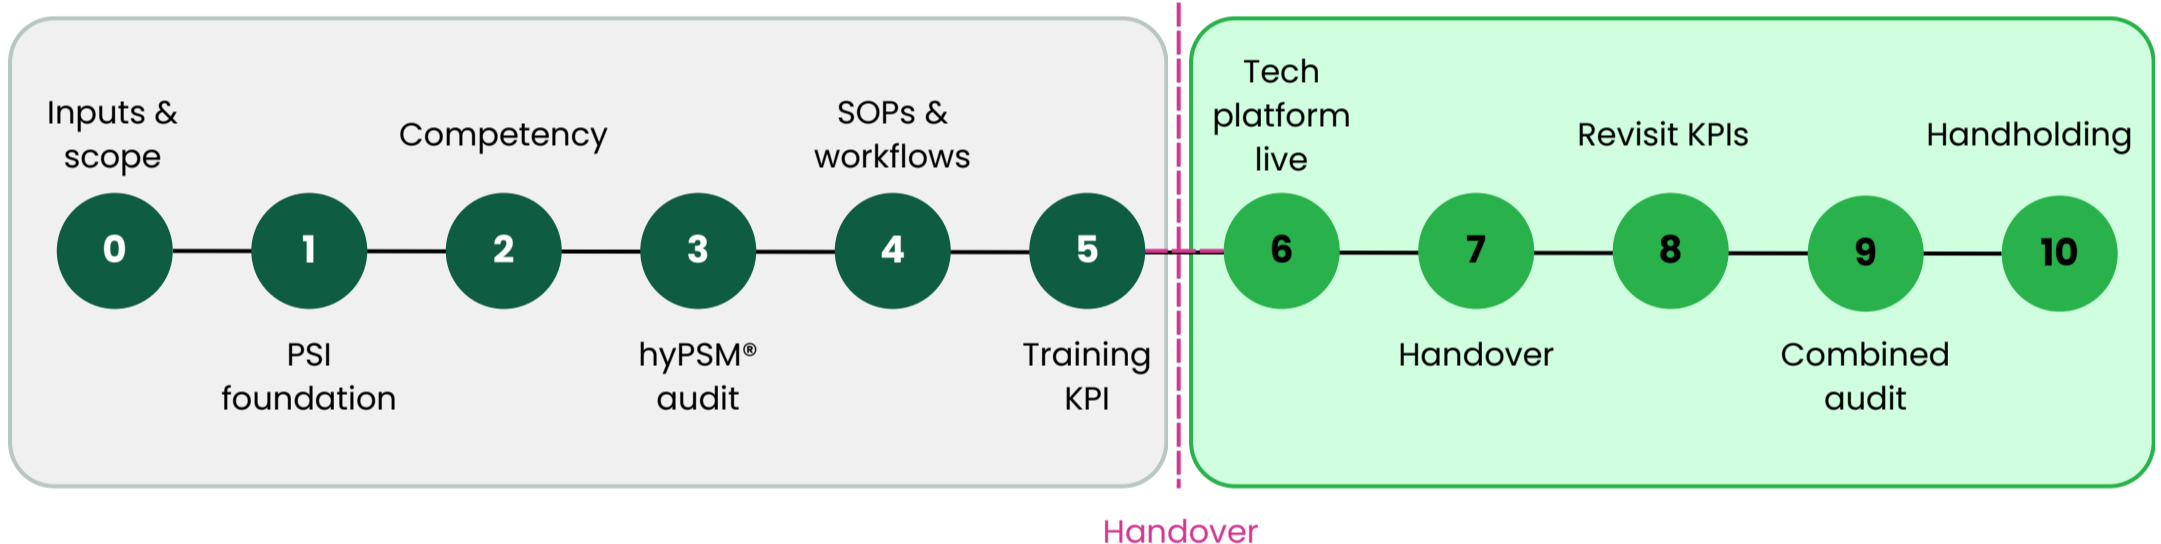 Inputs &
scope
0
PSI
foundation
1
Competency
2
hyPSM®
audit
3
SOPs &
workflows
4
Training
KPI
5
Tech
platform
live
6
Handover
7
Revisit KPIs
8
Combined
audit
9
Handholding
10
Handover